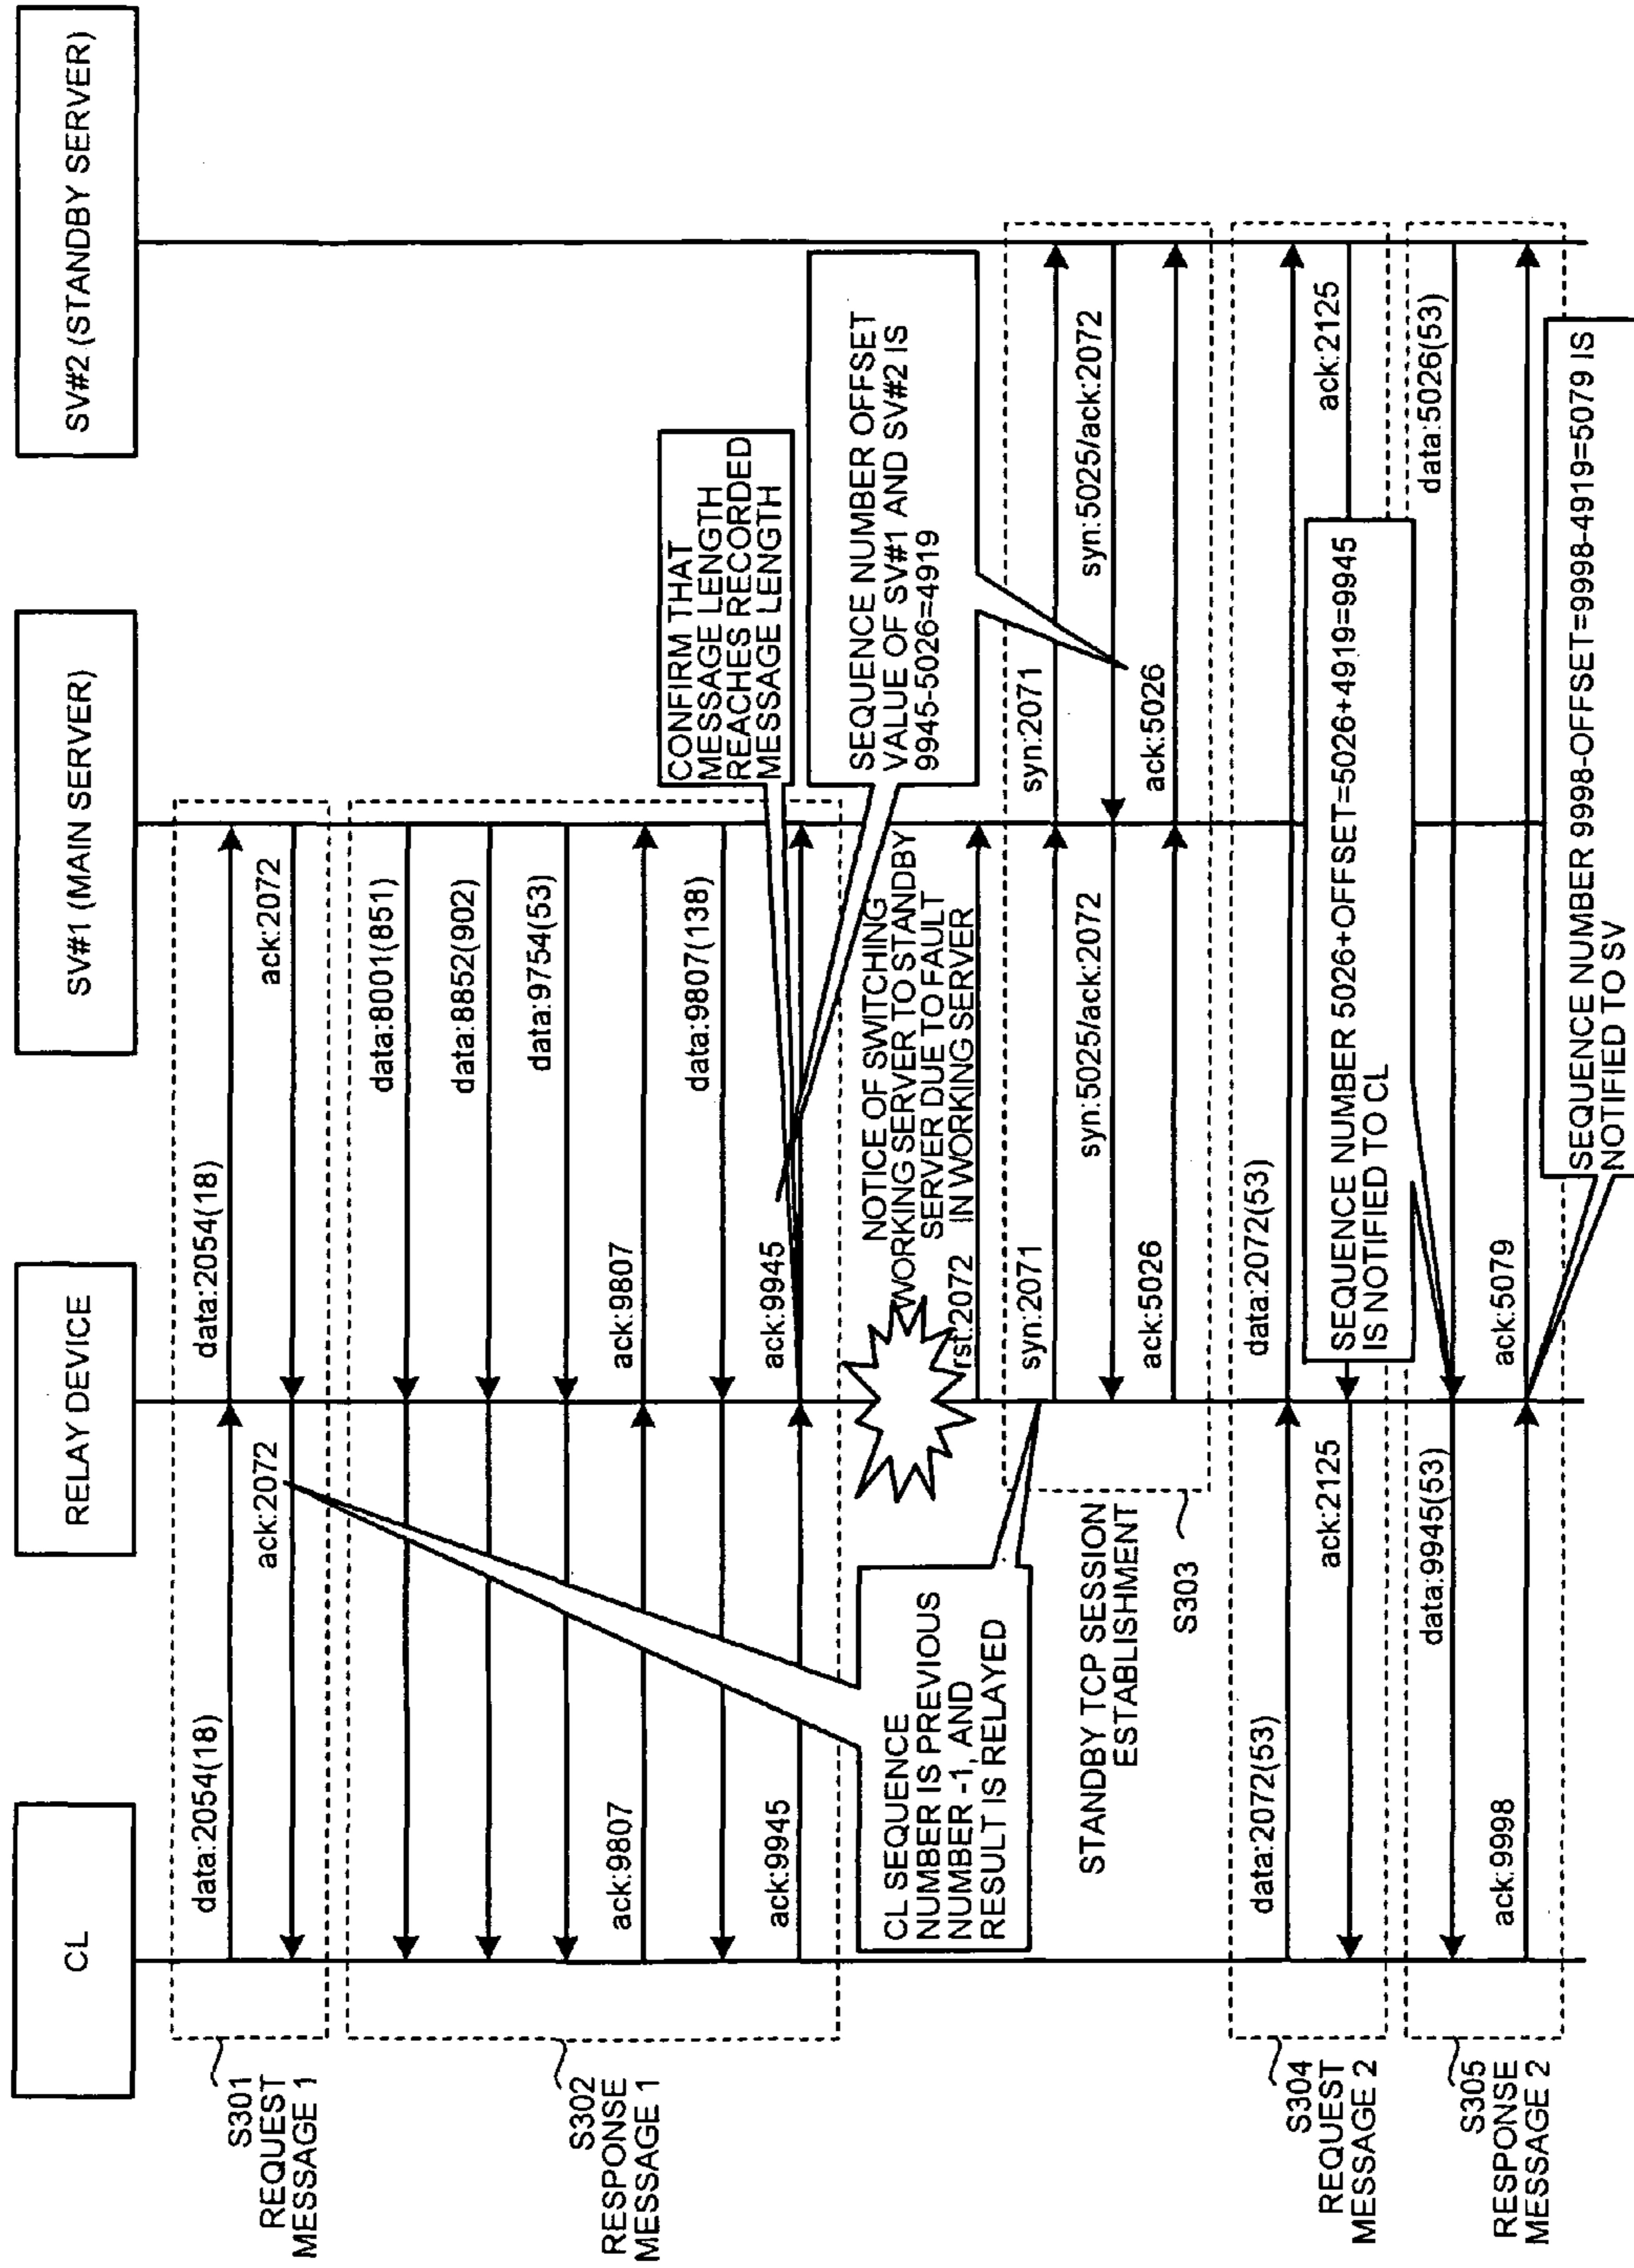 CL
RELAY DEVICE
SV#1 (MAIN SERVER)
SV#2 (STANDBY SERVER)
S301
REQUEST
MESSAGE 1
data:2054(18)
data:2054(18)
ack:2072
ack:2072
S302
RESPONSE
MESSAGE 1
data:8001(851)
data:8852(902)
data:9754(53)
ack:9807
ack:9807
data:9807(138)
ack:9945
ack:9945
CONFIRM THAT
MESSAGE LENGTH
REACHES RECORDED
MESSAGE LENGTH
SEQUENCE NUMBER OFFSET
VALUE OF SV#1 AND SV#2 IS
9945-5026=4919
NOTICE OF SWITCHING
WORKING SERVER TO STANDBY
SERVER DUE TO FAULT
IN WORKING SERVER
rst:2072
CL SEQUENCE
NUMBER IS PREVIOUS
NUMBER -1, AND
RESULT IS RELAYED
STANDBY TCP SESSION
ESTABLISHMENT
S303
syn:2071
syn:2071
syn:5025/ack:2072
syn:5025/ack:2072
ack:5026
ack:5026
S304
REQUEST
MESSAGE 2
data:2072(53)
data:2072(53)
ack:2125
ack:2125
SEQUENCE NUMBER 5026+OFFSET=5026+4919=9945
IS NOTIFIED TO CL
S305
RESPONSE
MESSAGE 2
data:9945(53)
data:5026(53)
ack:9998
ack:5079
SEQUENCE NUMBER 9998-OFFSET=9998-4919=5079 IS
NOTIFIED TO SV